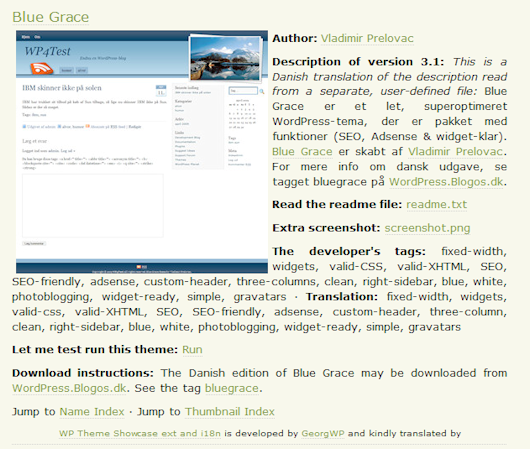 Blue Grace
WP4Test
Author: Vladimir Prelovac
IBM skinner ikke på solen
Description of version 3.1: This is a
Danish translation of the description read
from a separate, user-defined file: Blue
Grace er et let, superoptimeret
WordPress-tema, der er pakket med
funktioner (SEO, Adsense & widget-klar).
Blue Grace er skabt af Vladimir Prelovac.
For mere info om dansk udgave, se
tagget bluegrace på WordPress.Blogos.dk.
Read the readme file: readme.txt
Extra screenshot: screenshot.png
The developer's tags: fixed-width,
widgets, valid-CSS, valid-XHTML, SEO,
SEO-friendly, adsense, custom-header, three-columns, clean, right-sidebar, blue, white,
photoblogging, widget-ready, simple, gravatars · Translation: fixed-width, widgets,
valid-css, valid-XHTML, SEO, SEO-friendly, adsense, custom-header, three-column,
clean, right-sidebar, blue, white, photoblogging, widget-ready, simple, gravatars
Let me test run this theme: Run
Download instructions: The Danish edition of Blue Grace may be downloaded from
WordPress.Blogos.dk. See the tag bluegrace.
Jump to Name Index · Jump to Thumbnail Index
WP Theme Showcase ext and i18n is developed by GeorgWP and kindly translated by